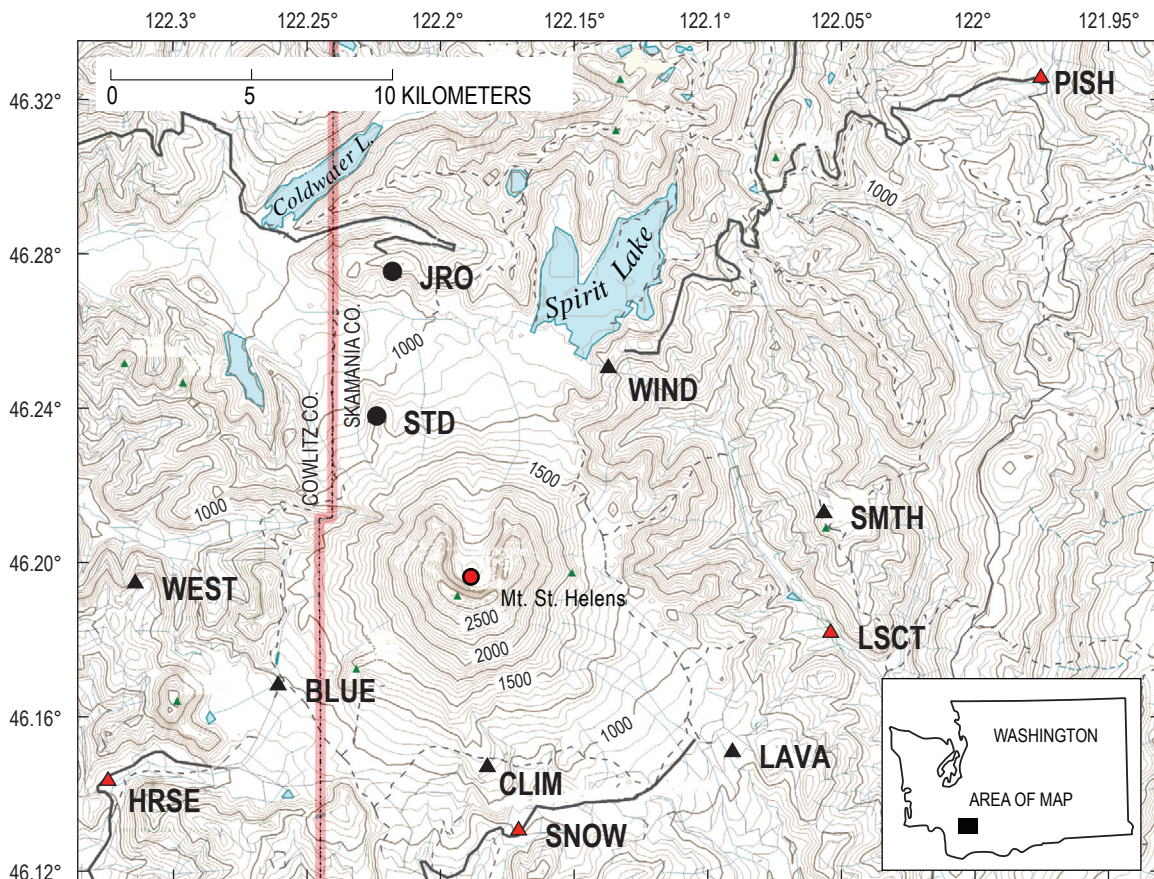 122.3° 122.25° 122.2° 122.15° 122.1° 122.05° 122° 121.95°
46.32°
0 5 10 KILOMETERS
PISH
Coldwater L.
1000
46.28°
JRO
Spirit Lake
SKAMANIA CO.
1000
WIND
46.24°
STD
COWLITZ CO.
1500
1000
SMTH
46.20°
WEST
Mt. St. Helens
2500
LSCT
2000
1500
BLUE
46.16°
1000
WASHINGTON
LAVA
CLIM
HRSE
AREA OF MAP
SNOW
46.12°